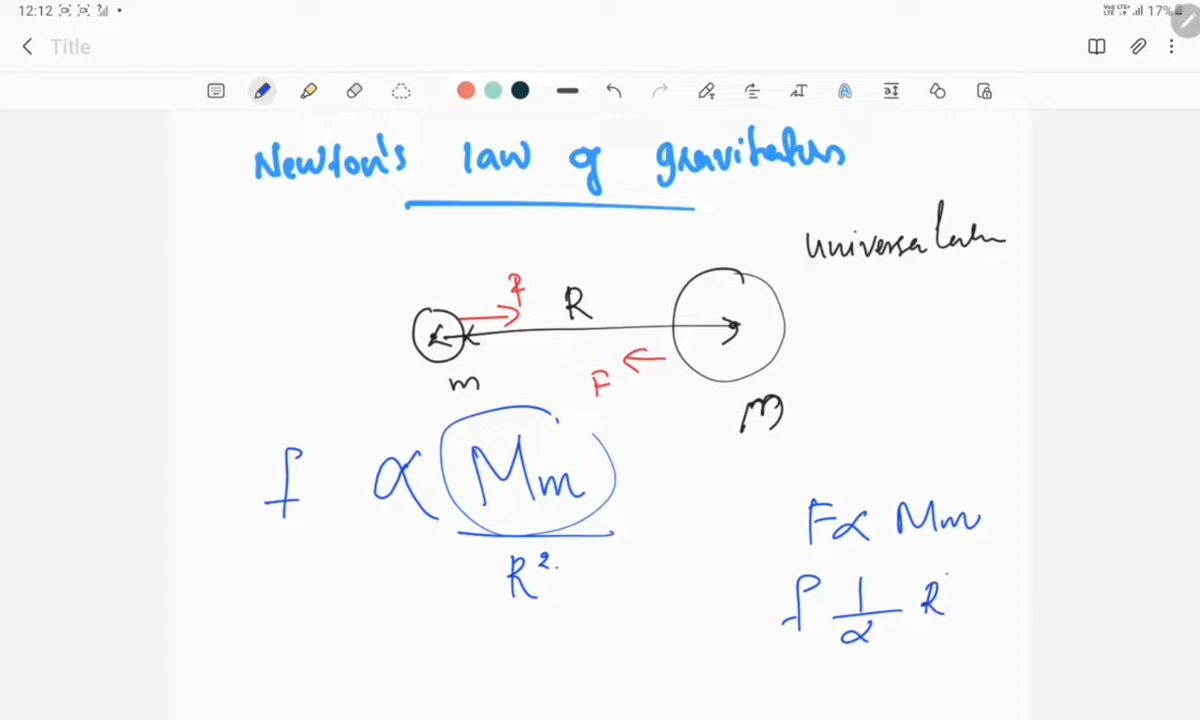 12:12 17%
Title
Newton's law of gravitation
universal law
f
R
F
m
M
f ∝ Mm
R²
F ∝ Mm
f 1 R
∝